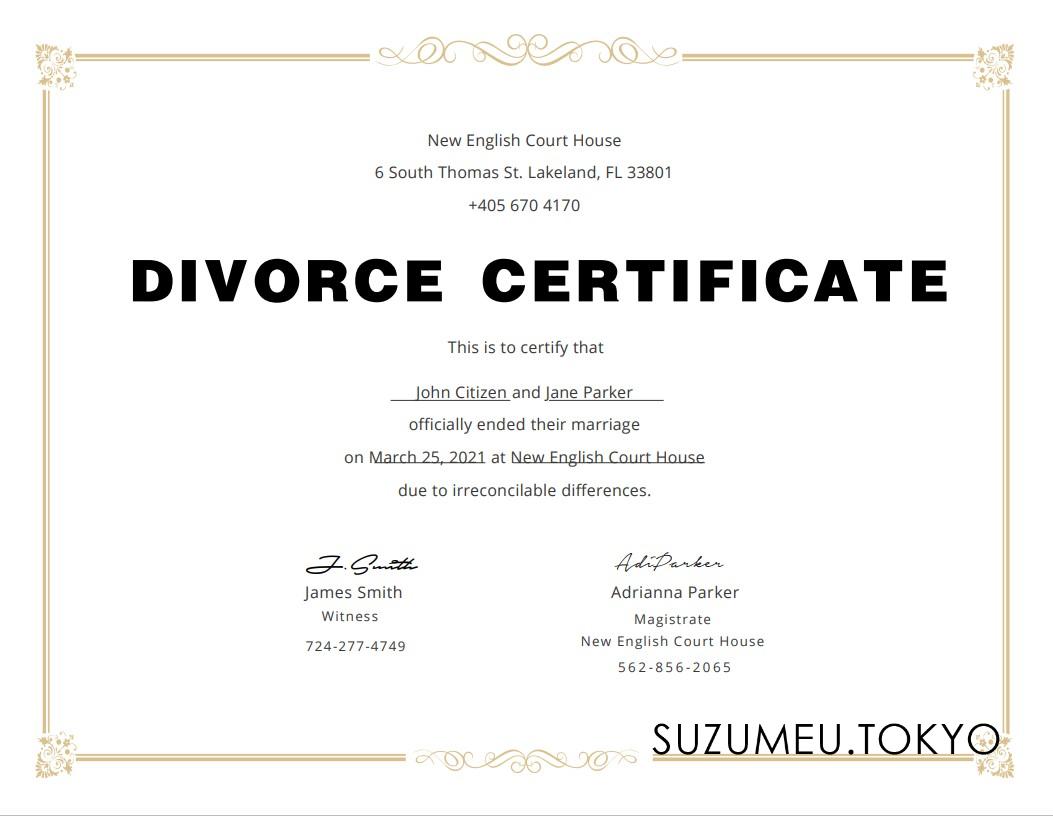 New English Court House
6 South Thomas St. Lakeland, FL 33801
+405 670 4170
DIVORCE CERTIFICATE
This is to certify that
John Citizen and Jane Parker
officially ended their marriage
on March 25, 2021 at New English Court House
due to irreconcilable differences.
J. Smith
James Smith
Witness
724-277-4749
AdiParker
Adrianna Parker
Magistrate
New English Court House
562-856-2065
SUZUMEU.TOKYO